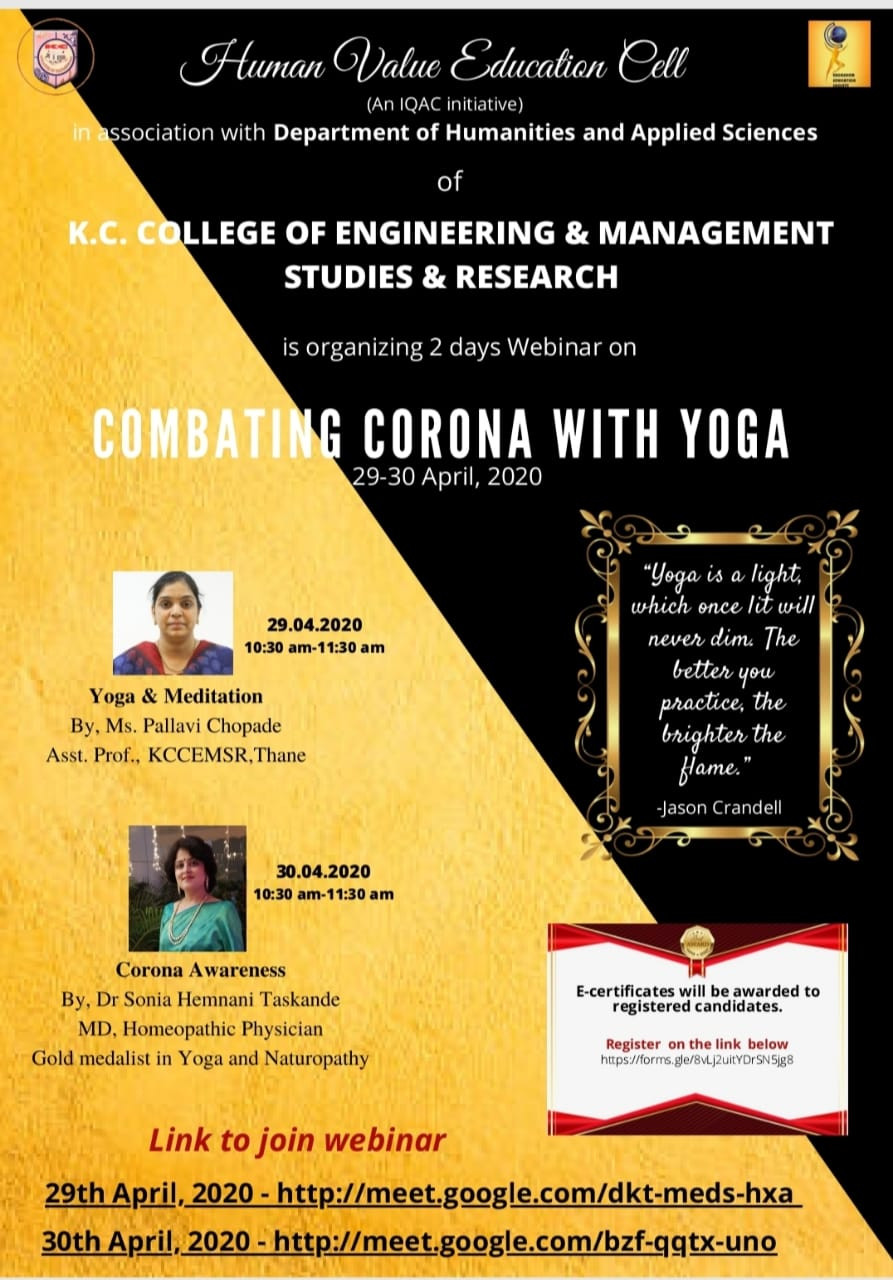 Human Value Education Cell
(An IQAC initiative)
in association with Department of Humanities and Applied Sciences
of
K.C. COLLEGE OF ENGINEERING & MANAGEMENT
STUDIES & RESEARCH
is organizing 2 days Webinar on
COMBATING CORONA WITH YOGA
29-30 April, 2020
29.04.2020
10:30 am-11:30 am
Yoga & Meditation
By, Ms. Pallavi Chopade
Asst. Prof., KCCEMSR,Thane
"Yoga is a light,
which once lit will
never dim. The
better you
practice, the
brighter the
flame."
-Jason Crandell
30.04.2020
10:30 am-11:30 am
Corona Awareness
By, Dr Sonia Hemnani Taskande
MD, Homeopathic Physician
Gold medalist in Yoga and Naturopathy
AWARD
E-certificates will be awarded to
registered candidates.
Register on the link below
https://forms.gle/8vLj2uitYDrSN5jg8
Link to join webinar
29th April, 2020 - http://meet.google.com/dkt-meds-hxa
30th April, 2020 - http://meet.google.com/bzf-qqtx-uno